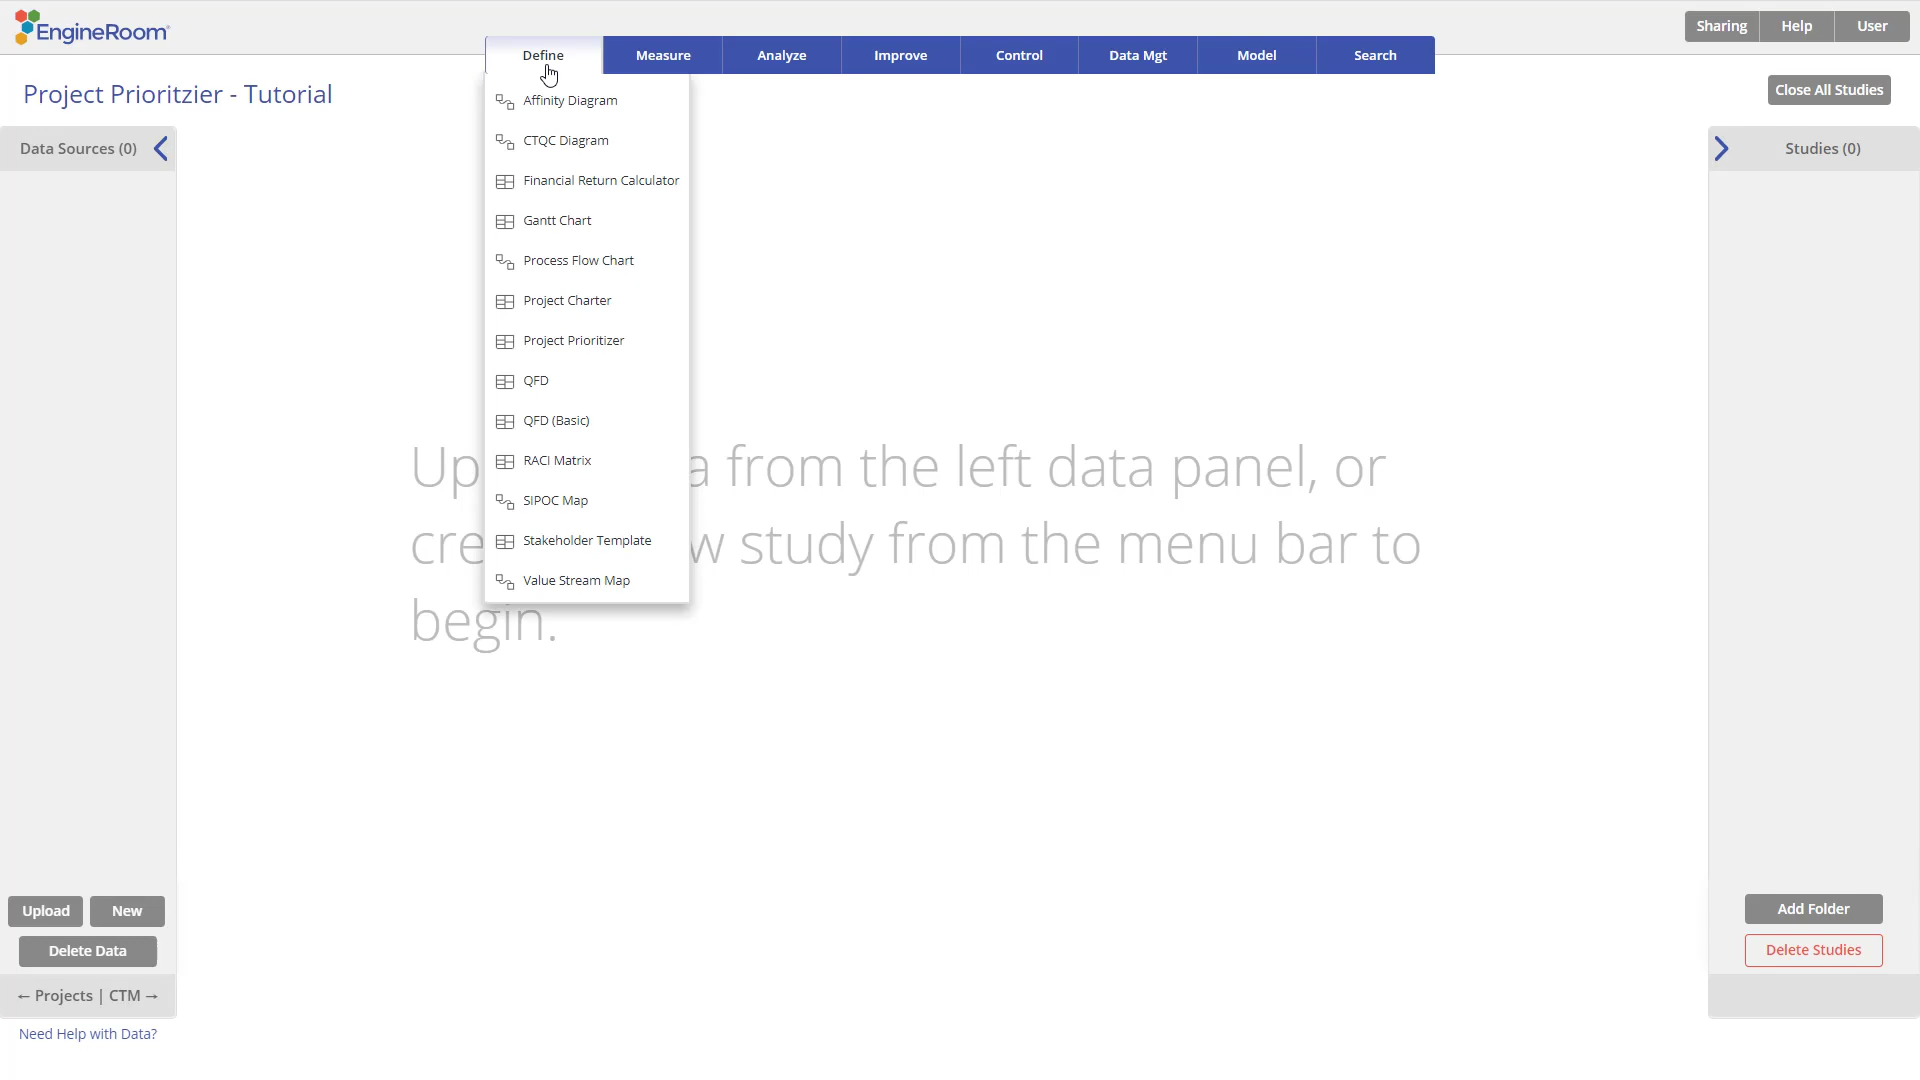 EngineRoom
Sharing
Help
User
Define
Measure
Analyze
Improve
Control
Data Mgt
Model
Search
Project Prioritzier - Tutorial
Close All Studies
Data Sources (0)
Studies (0)
Affinity Diagram
CTQC Diagram
Financial Return Calculator
Gantt Chart
Process Flow Chart
Project Charter
Project Prioritizer
QFD
QFD (Basic)
RACI Matrix
SIPOC Map
Stakeholder Template
Value Stream Map
Up a from the left data panel, or
cre w study from the menu bar to
begin.
Upload
New
Delete Data
← Projects | CTM →
Need Help with Data?
Add Folder
Delete Studies